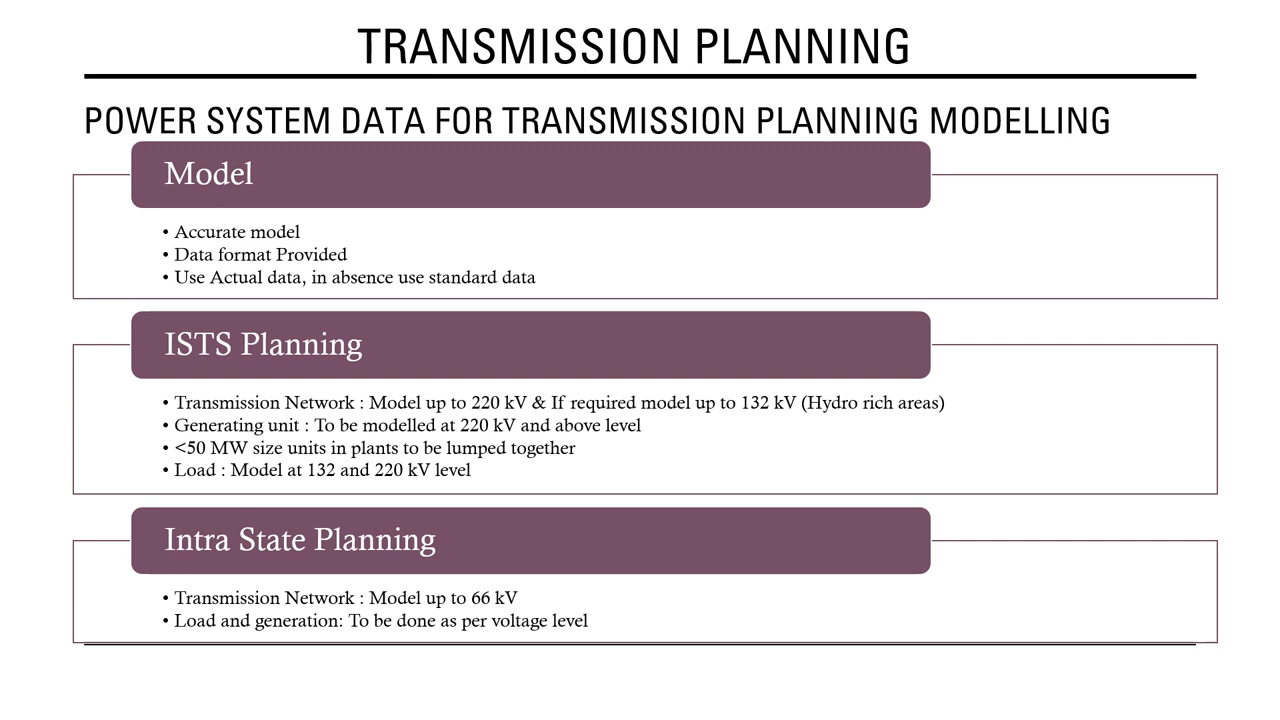 TRANSMISSION PLANNING
POWER SYSTEM DATA FOR TRANSMISSION PLANNING MODELLING
Model
• Accurate model
• Data format Provided
• Use Actual data, in absence use standard data
ISTS Planning
• Transmission Network : Model up to 220 kV & If required model up to 132 kV (Hydro rich areas)
• Generating unit : To be modelled at 220 kV and above level
• <50 MW size units in plants to be lumped together
• Load : Model at 132 and 220 kV level
Intra State Planning
• Transmission Network : Model up to 66 kV
• Load and generation: To be done as per voltage level